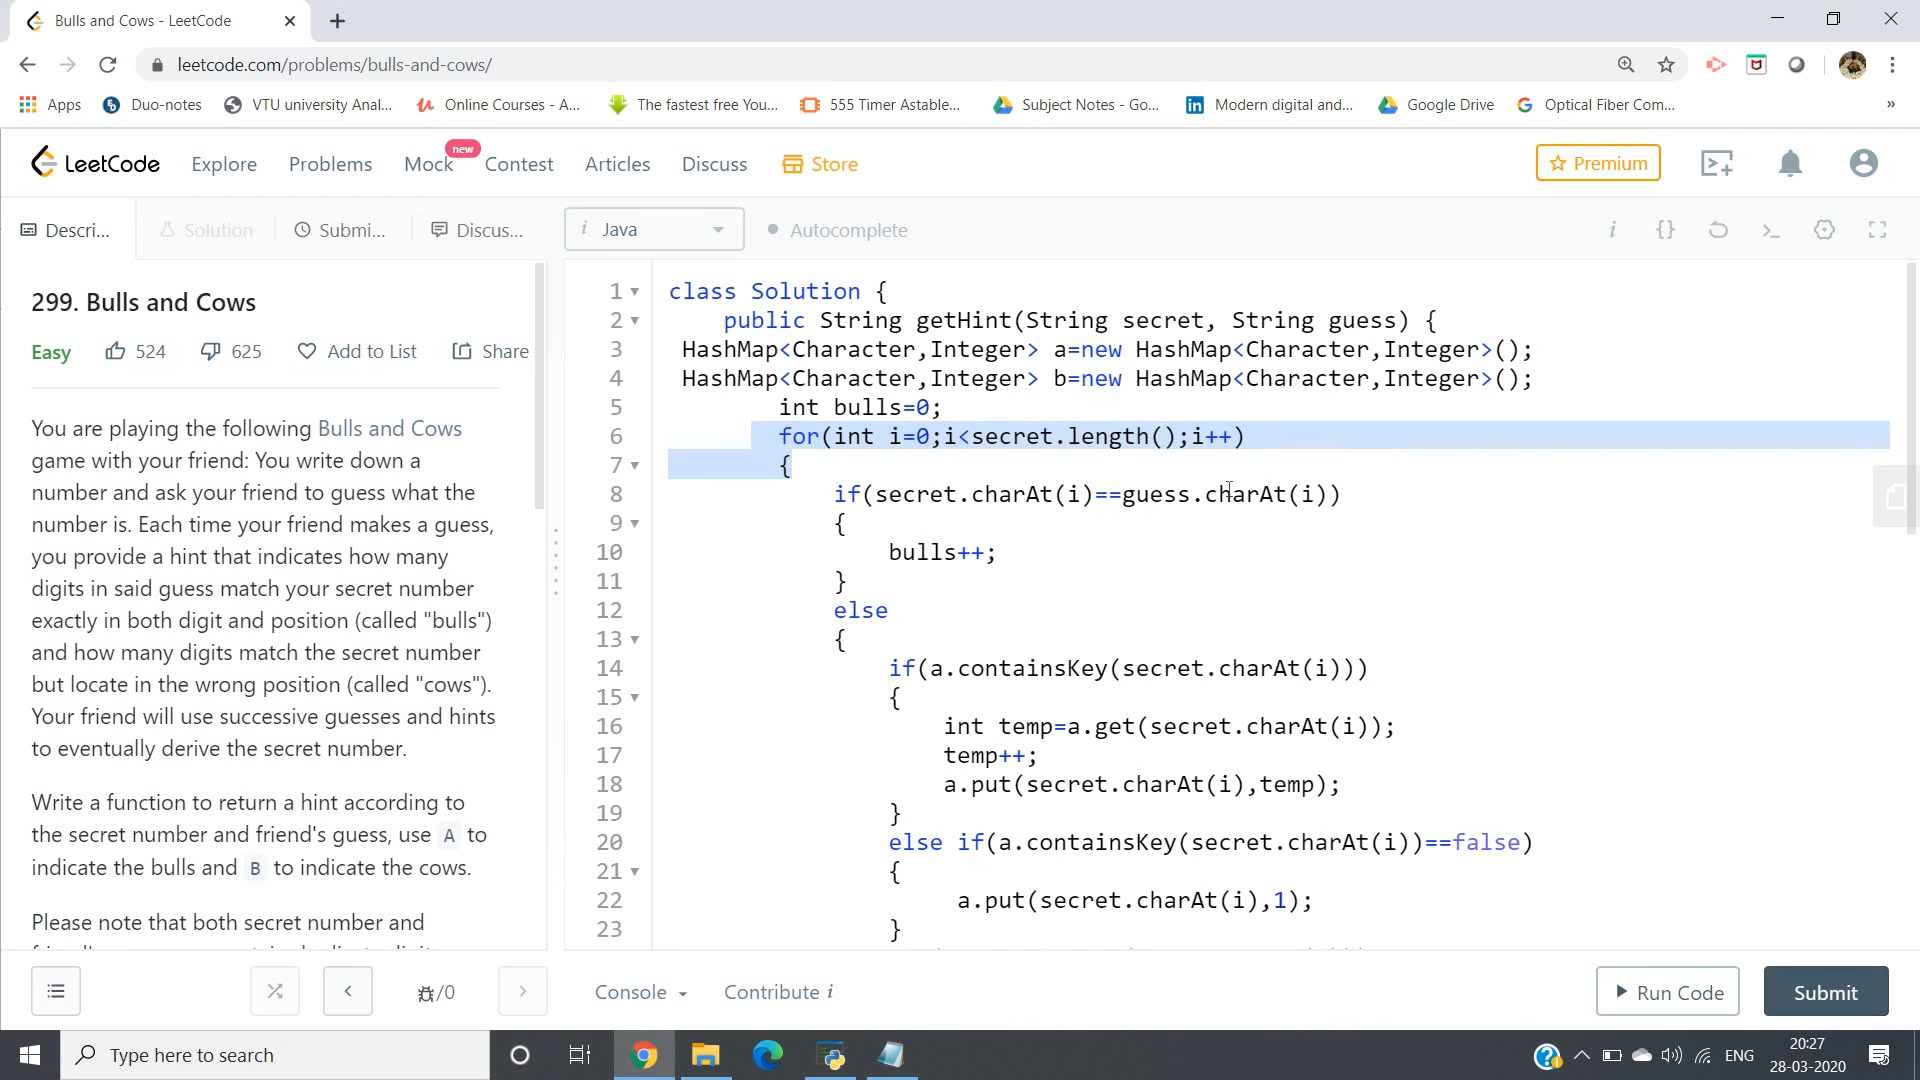 Bulls and Cows - LeetCode
leetcode.com/problems/bulls-and-cows/
Apps Duo-notes VTU university Anal... Online Courses - A... The fastest free You... 555 Timer Astable... Subject Notes - Go... Modern digital and... Google Drive Optical Fiber Com... »
LeetCode Explore Problems Mock new Contest Articles Discuss Store Premium
Descri... Solution Submi... Discus... i Java Autocomplete
299. Bulls and Cows
Easy 524 625 Add to List Share
You are playing the following Bulls and Cows
game with your friend: You write down a
number and ask your friend to guess what the
number is. Each time your friend makes a guess,
you provide a hint that indicates how many
digits in said guess match your secret number
exactly in both digit and position (called "bulls")
and how many digits match the secret number
but locate in the wrong position (called "cows").
Your friend will use successive guesses and hints
to eventually derive the secret number.
Write a function to return a hint according to
the secret number and friend's guess, use A to
indicate the bulls and B to indicate the cows.
Please note that both secret number and
1 class Solution {
2 public String getHint(String secret, String guess) {
3 HashMap<Character,Integer> a=new HashMap<Character,Integer>();
4 HashMap<Character,Integer> b=new HashMap<Character,Integer>();
5 int bulls=0;
6 for(int i=0;i<secret.length();i++)
7 {
8 if(secret.charAt(i)==guess.charAt(i))
9 {
10 bulls++;
11 }
12 else
13 {
14 if(a.containsKey(secret.charAt(i)))
15 {
16 int temp=a.get(secret.charAt(i));
17 temp++;
18 a.put(secret.charAt(i),temp);
19 }
20 else if(a.containsKey(secret.charAt(i))==false)
21 {
22 a.put(secret.charAt(i),1);
23 }
/0 Console Contribute i Run Code Submit
Type here to search
ENG
20:27
28-03-2020